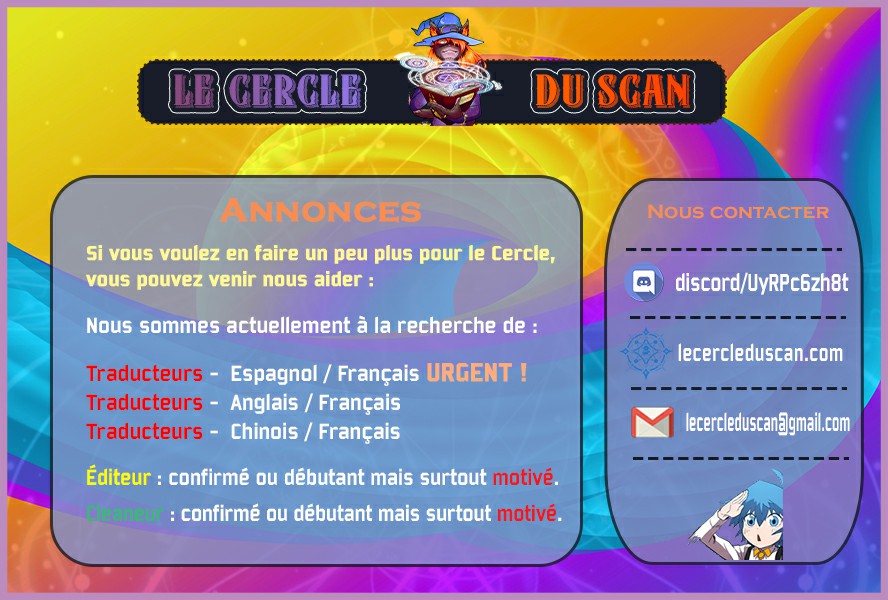 LE CERCLE DU SCAN
Annonces
Si vous voulez en faire un peu plus pour le Cercle,
vous pouvez venir nous aider :
Nous sommes actuellement à la recherche de :
Traducteurs - Espagnol / Français URGENT !
Traducteurs - Anglais / Français
Traducteurs - Chinois / Français
Éditeur : confirmé ou débutant mais surtout motivé.
Cleaneur : confirmé ou débutant mais surtout motivé.
Nous contacter
discord/UyRPc6zh8t
lecercleduscan.com
lecercleduscan@gmail.com